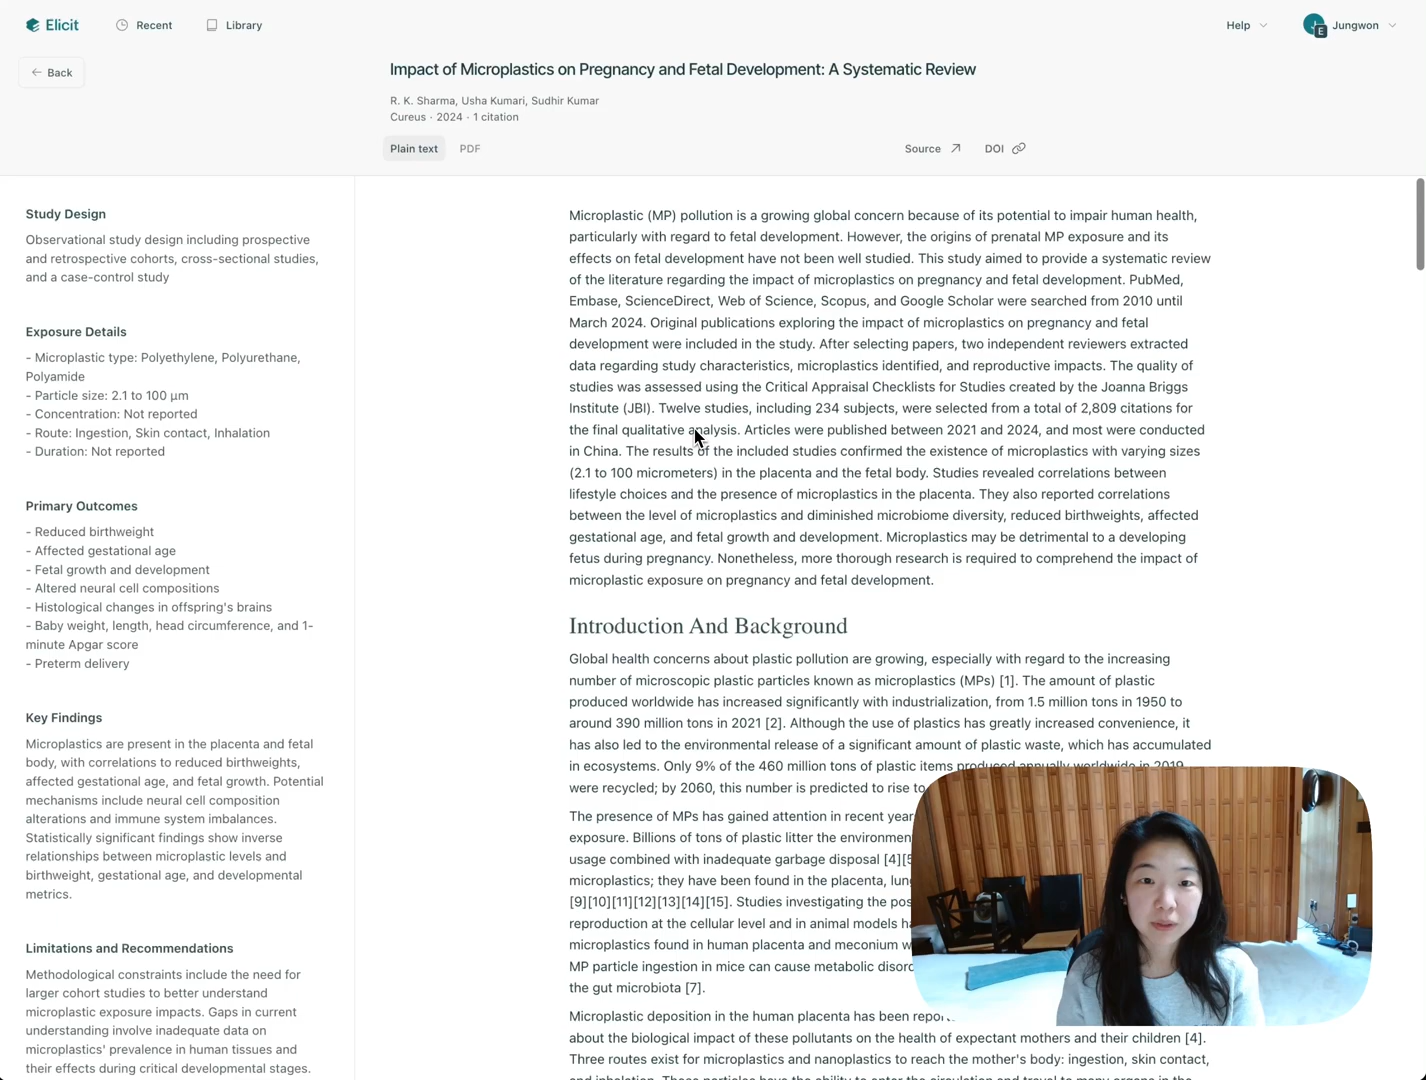 Elicit
Recent
Library
Help
J
E
Jungwon
Back
Impact of Microplastics on Pregnancy and Fetal Development: A Systematic Review
R. K. Sharma, Usha Kumari, Sudhir Kumar
Cureus · 2024 · 1 citation
Plain text
PDF
Source
DOI
Study Design
Observational study design including prospective
and retrospective cohorts, cross-sectional studies,
and a case-control study
Exposure Details
- Microplastic type: Polyethylene, Polyurethane,
Polyamide
- Particle size: 2.1 to 100 μm
- Concentration: Not reported
- Route: Ingestion, Skin contact, Inhalation
- Duration: Not reported
Primary Outcomes
- Reduced birthweight
- Affected gestational age
- Fetal growth and development
- Altered neural cell compositions
- Histological changes in offspring's brains
- Baby weight, length, head circumference, and 1-
minute Apgar score
- Preterm delivery
Key Findings
Microplastics are present in the placenta and fetal
body, with correlations to reduced birthweights,
affected gestational age, and fetal growth. Potential
mechanisms include neural cell composition
alterations and immune system imbalances.
Statistically significant findings show inverse
relationships between microplastic levels and
birthweight, gestational age, and developmental
metrics.
Limitations and Recommendations
Methodological constraints include the need for
larger cohort studies to better understand
microplastic exposure impacts. Gaps in current
understanding involve inadequate data on
microplastics' prevalence in human tissues and
their effects during critical developmental stages.
Microplastic (MP) pollution is a growing global concern because of its potential to impair human health,
particularly with regard to fetal development. However, the origins of prenatal MP exposure and its
effects on fetal development have not been well studied. This study aimed to provide a systematic review
of the literature regarding the impact of microplastics on pregnancy and fetal development. PubMed,
Embase, ScienceDirect, Web of Science, Scopus, and Google Scholar were searched from 2010 until
March 2024. Original publications exploring the impact of microplastics on pregnancy and fetal
development were included in the study. After selecting papers, two independent reviewers extracted
data regarding study characteristics, microplastics identified, and reproductive impacts. The quality of
studies was assessed using the Critical Appraisal Checklists for Studies created by the Joanna Briggs
Institute (JBI). Twelve studies, including 234 subjects, were selected from a total of 2,809 citations for
the final qualitative analysis. Articles were published between 2021 and 2024, and most were conducted
in China. The results of the included studies confirmed the existence of microplastics with varying sizes
(2.1 to 100 micrometers) in the placenta and the fetal body. Studies revealed correlations between
lifestyle choices and the presence of microplastics in the placenta. They also reported correlations
between the level of microplastics and diminished microbiome diversity, reduced birthweights, affected
gestational age, and fetal growth and development. Microplastics may be detrimental to a developing
fetus during pregnancy. Nonetheless, more thorough research is required to comprehend the impact of
microplastic exposure on pregnancy and fetal development.
Introduction And Background
Global health concerns about plastic pollution are growing, especially with regard to the increasing
number of microscopic plastic particles known as microplastics (MPs) [1]. The amount of plastic
produced worldwide has increased significantly with industrialization, from 1.5 million tons in 1950 to
around 390 million tons in 2021 [2]. Although the use of plastics has greatly increased convenience, it
has also led to the environmental release of a significant amount of plastic waste, which has accumulated
in ecosystems. Only 9% of the 460 million tons of plastic items produced annually worldwide in 2019
were recycled; by 2060, this number is predicted to rise to
The presence of MPs has gained attention in recent year
exposure. Billions of tons of plastic litter the environmen
usage combined with inadequate garbage disposal [4][5
microplastics; they have been found in the placenta, lun
[9][10][11][12][13][14][15]. Studies investigating the pos
reproduction at the cellular level and in animal models ha
microplastics found in human placenta and meconium w
MP particle ingestion in mice can cause metabolic disord
the gut microbiota [7].
Microplastic deposition in the human placenta has been report
about the biological impact of these pollutants on the health of expectant mothers and their children [4].
Three routes exist for microplastics and nanoplastics to reach the mother's body: ingestion, skin contact,